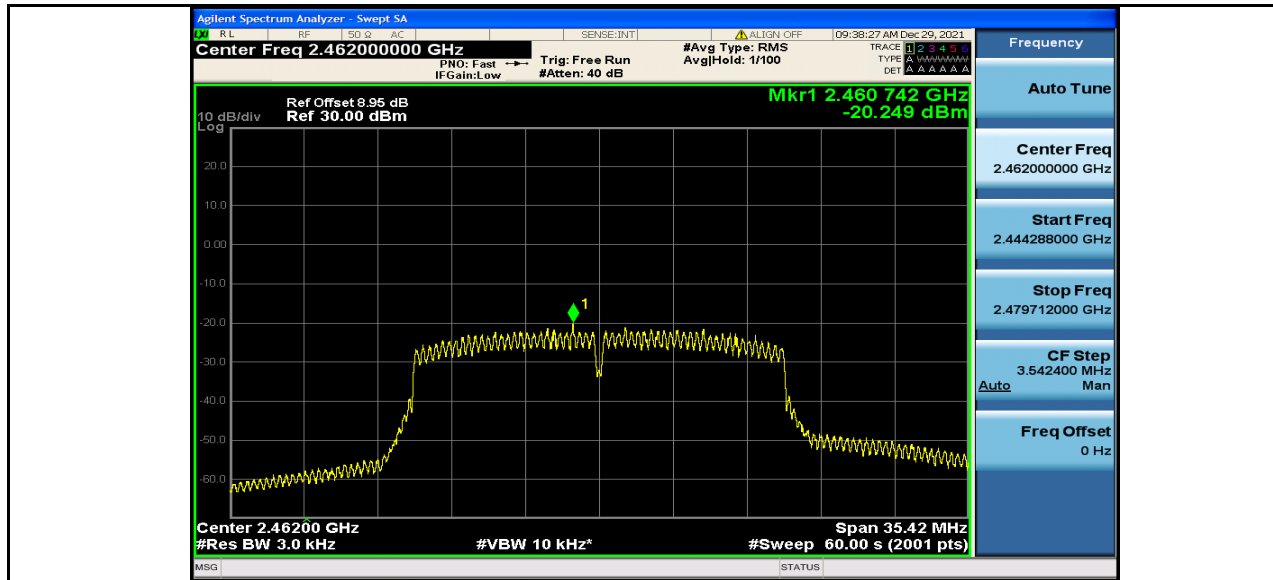 Agilent Spectrum Analyzer - Swept SA
LXI RL RF 50 Ω AC SENSE:INT ALIGN OFF 09:38:27 AM Dec 29, 2021
Center Freq 2.462000000 GHz
PNO: Fast
IFGain:Low
Trig: Free Run
#Atten: 40 dB
#Avg Type: RMS
Avg|Hold: 1/100
TRACE 1 2 3 4 5 6
TYPE A WWWWW
DET A A A A A A
Mkr1 2.460 742 GHz
-20.249 dBm
Ref Offset 8.95 dB
10 dB/div Ref 30.00 dBm
Log
20.0
10.0
0.00
-10.0
1
-20.0
-30.0
-40.0
-50.0
-60.0
Center 2.46200 GHz Span 35.42 MHz
#Res BW 3.0 kHz #VBW 10 kHz* #Sweep 60.00 s (2001 pts)
MSG STATUS
Frequency
Auto Tune
Center Freq
2.462000000 GHz
Start Freq
2.444288000 GHz
Stop Freq
2.479712000 GHz
CF Step
3.542400 MHz
Auto Man
Freq Offset
0 Hz